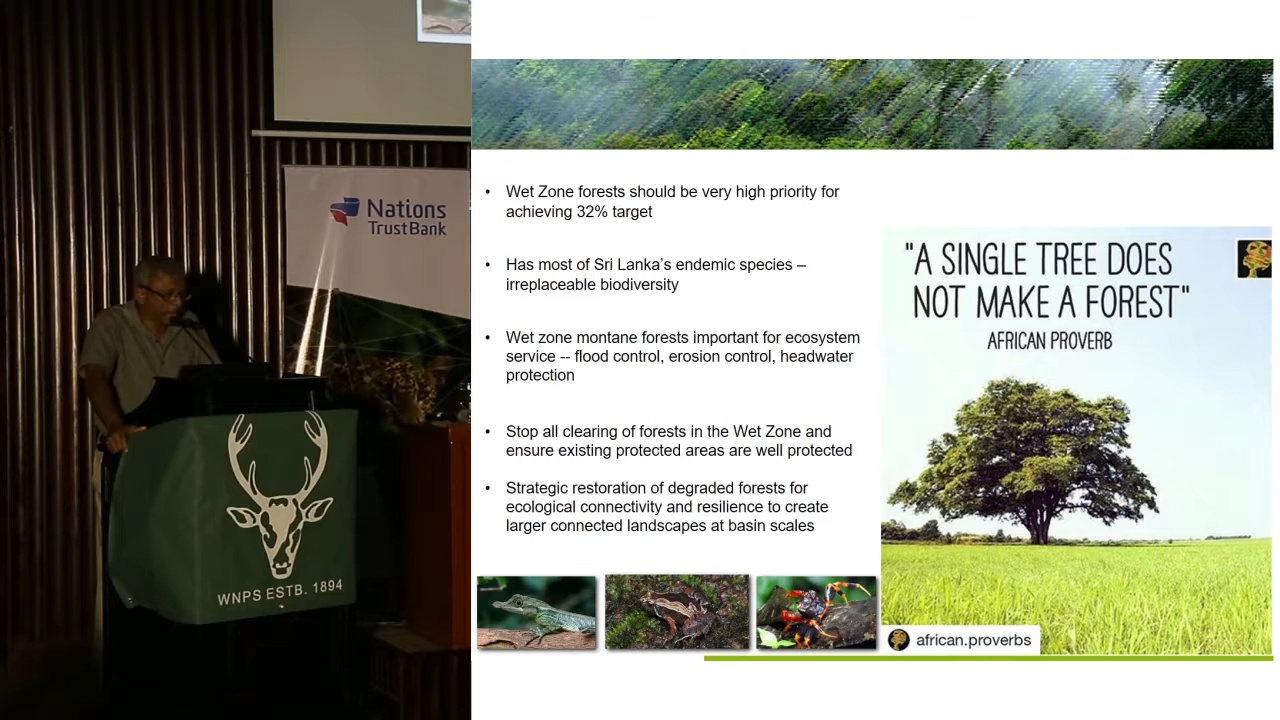 Nations
TrustBank
WNPS ESTB. 1894
• Wet Zone forests should be very high priority for
achieving 32% target
• Has most of Sri Lanka’s endemic species –
irreplaceable biodiversity
• Wet zone montane forests important for ecosystem
service -- flood control, erosion control, headwater
protection
• Stop all clearing of forests in the Wet Zone and
ensure existing protected areas are well protected
• Strategic restoration of degraded forests for
ecological connectivity and resilience to create
larger connected landscapes at basin scales
"A SINGLE TREE DOES
NOT MAKE A FOREST"
AFRICAN PROVERB
african.proverbs